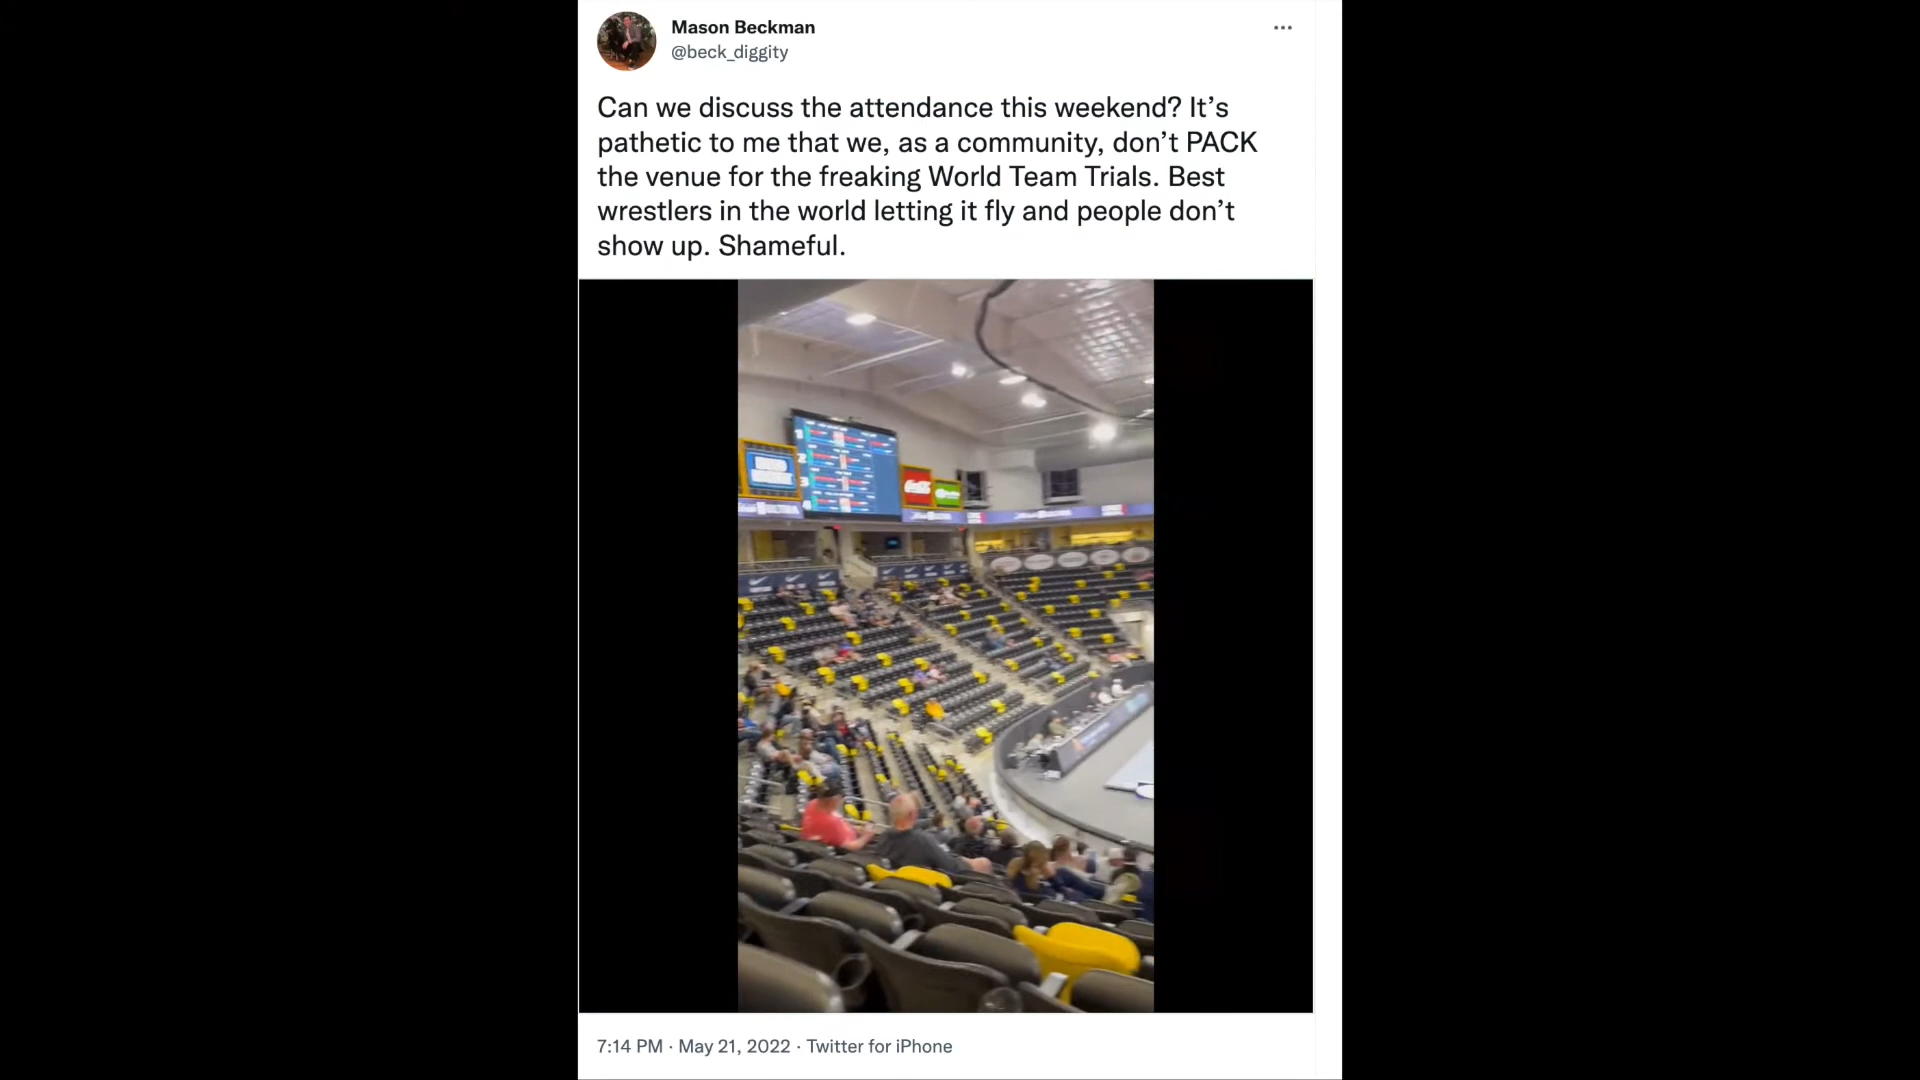 Mason Beckman
@beck_diggity
Can we discuss the attendance this weekend? It’s
pathetic to me that we, as a community, don’t PACK
the venue for the freaking World Team Trials. Best
wrestlers in the world letting it fly and people don’t
show up. Shameful.
7:14 PM · May 21, 2022 · Twitter for iPhone